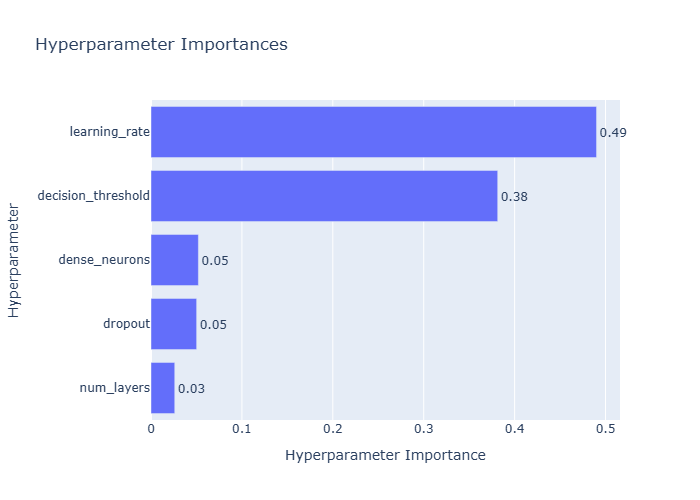 Hyperparameter Importances
Hyperparameter
learning_rate 0.49
decision_threshold 0.38
dense_neurons 0.05
dropout 0.05
num_layers 0.03
0 0.1 0.2 0.3 0.4 0.5
Hyperparameter Importance